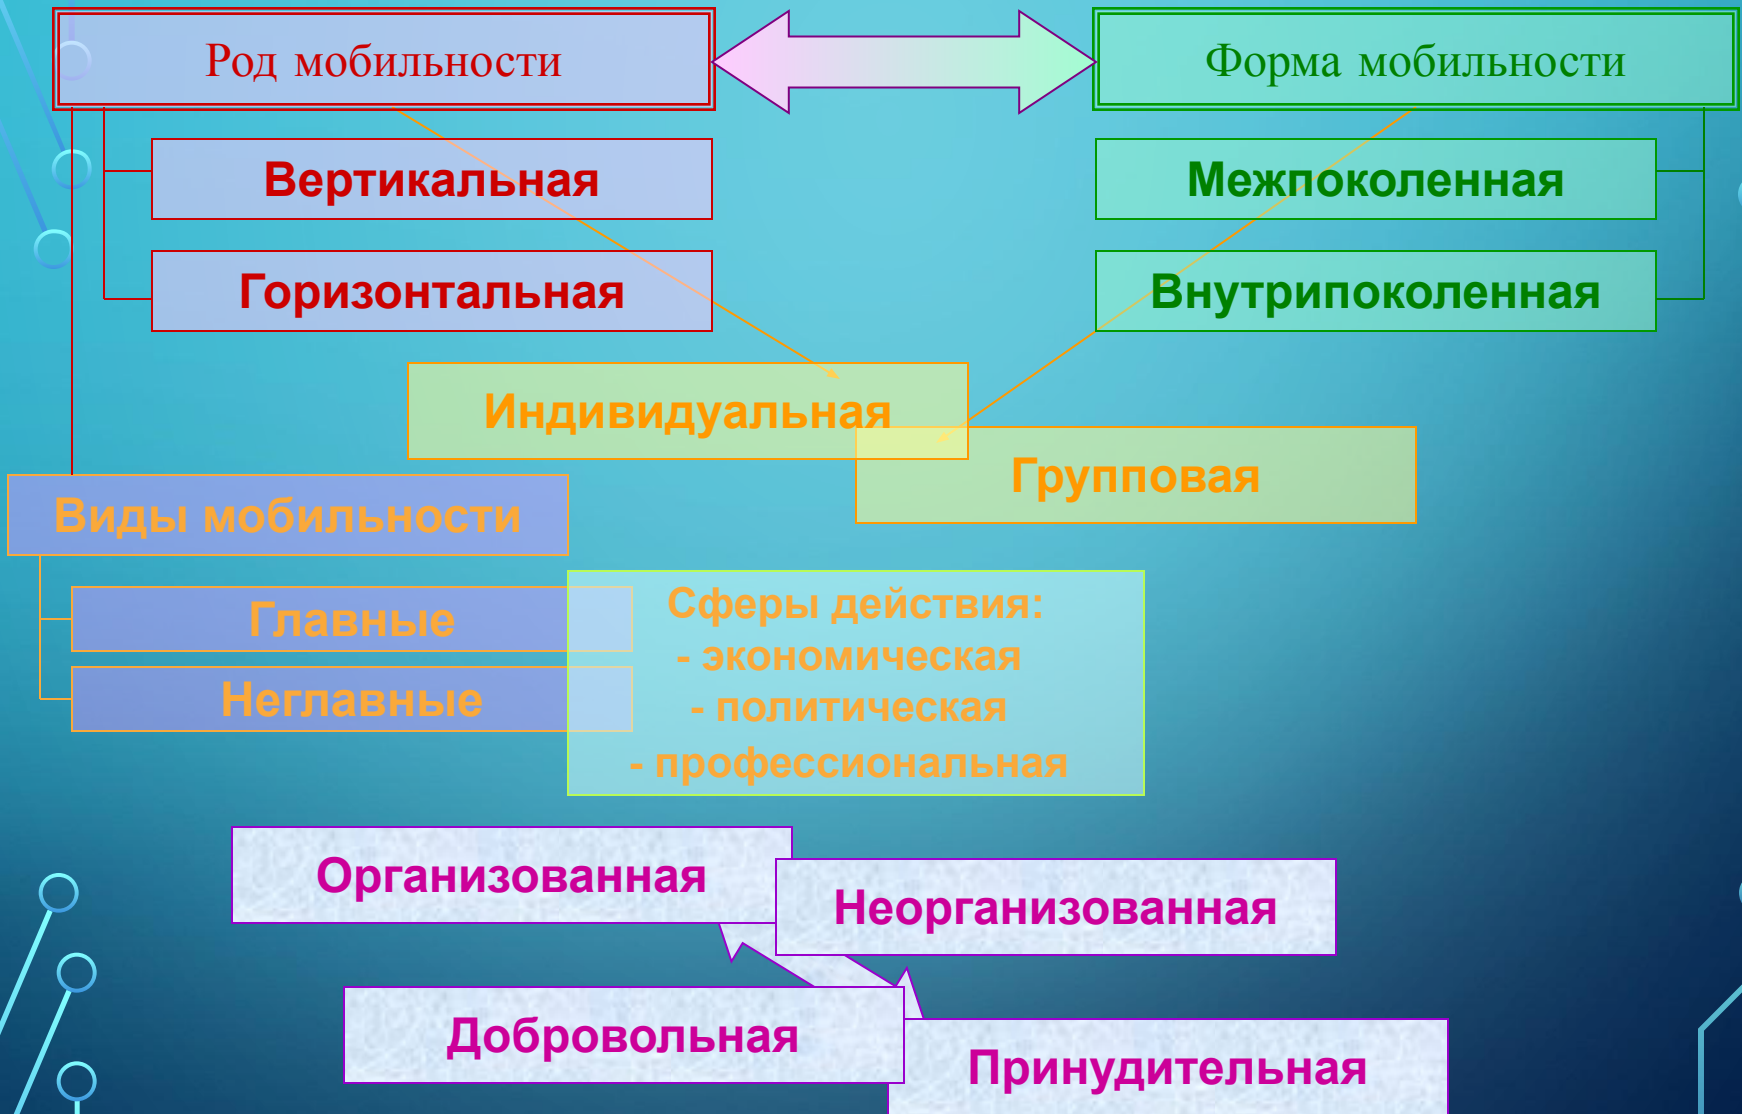 Род мобильности
Форма мобильности
Вертикальная
Межпоколенная
Горизонтальная
Внутрипоколенная
Индивидуальная
Групповая
Виды мобильности
Главные
Неглавные
Сферы действия:
- экономическая
- политическая
- профессиональная
Организованная
Неорганизованная
Добровольная
Принудительная